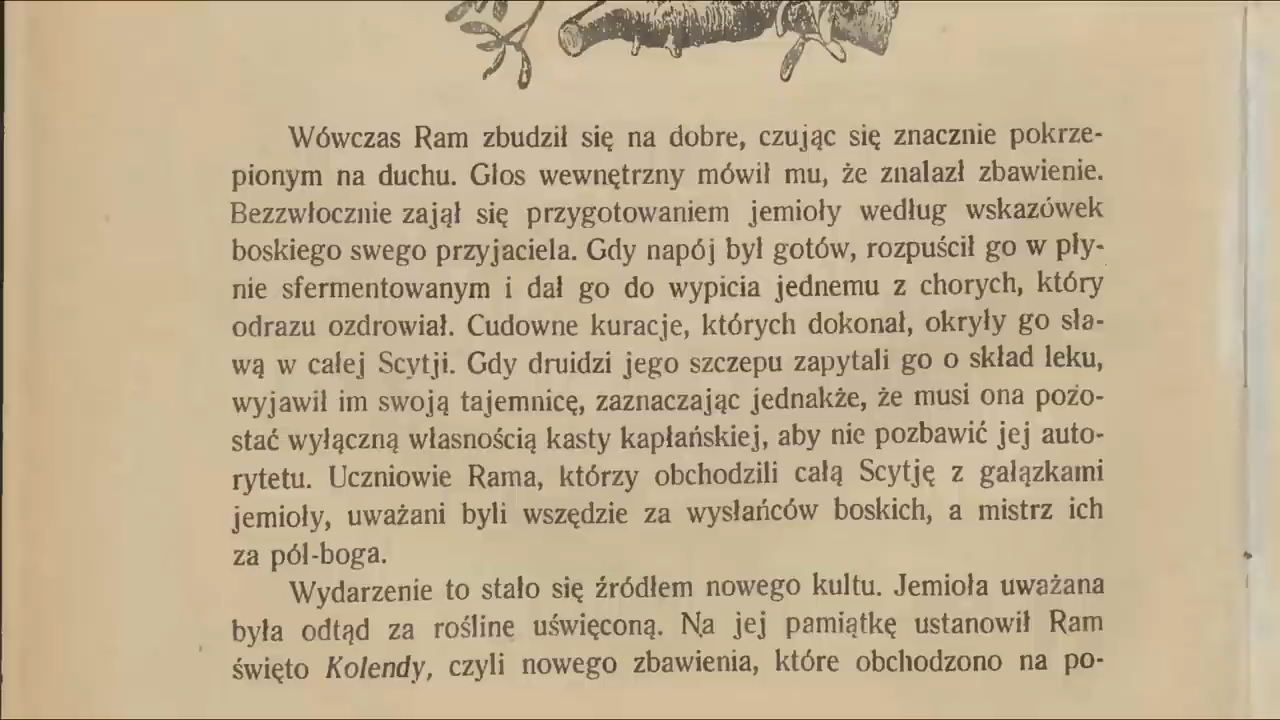 Wówczas Ram zbudził się na dobre, czując się znacznie pokrze-
pionym na duchu. Głos wewnętrzny mówił mu, że znalazł zbawienie.
Bezzwłocznie zajął się przygotowaniem jemioły według wskazówek
boskiego swego przyjaciela. Gdy napój był gotów, rozpuścił go w pły-
nie sfermentowanym i dał go do wypicia jednemu z chorych, który
odrazu ozdrowiał. Cudowne kuracje, których dokonał, okryły go sła-
wą w całej Scytji. Gdy druidzi jego szczepu zapytali go o skład leku,
wyjawił im swoją tajemnicę, zaznaczając jednakże, że musi ona pozo-
stać wyłączną własnością kasty kapłańskiej, aby nie pozbawić jej auto-
rytetu. Uczniowie Rama, którzy obchodzili całą Scytję z gałązkami
jemioły, uważani byli wszędzie za wysłańców boskich, a mistrz ich
za pół-boga.
Wydarzenie to stało się źródłem nowego kultu. Jemioła uważana
była odtąd za roślinę uświęconą. Na jej pamiątkę ustanowił Ram
święto Kolendy, czyli nowego zbawienia, które obchodzono na po-